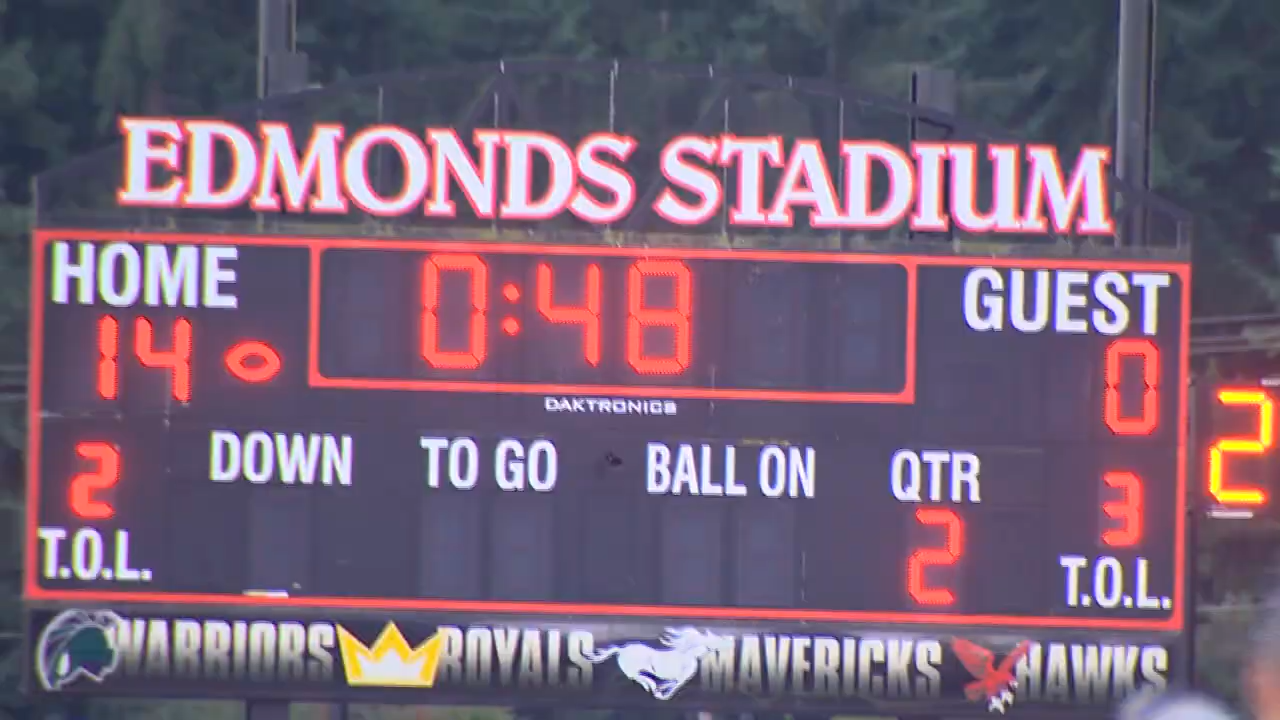 EDMONDS STADIUM
HOME 0:48 GUEST
14 0
DAKTRONICS
2 DOWN TO GO BALL ON QTR 3 2
T.O.L. 2 T.O.L.
WARRIORS ROYALS MAVERICKS HAWKS